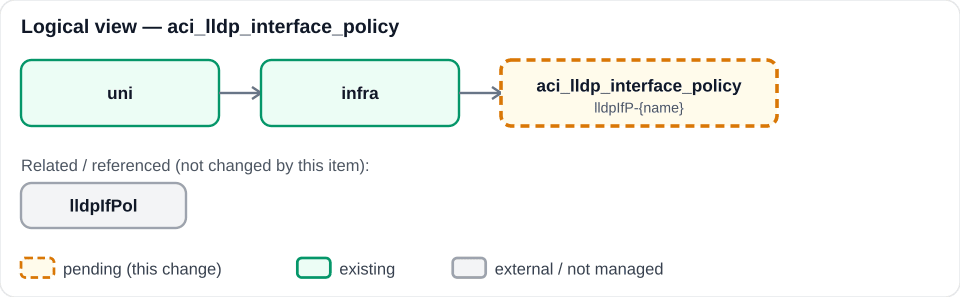 Logical view — aci_lldp_interface_policy
uni
infra
aci_lldp_interface_policy
lldpIfP-{name}
Related / referenced (not changed by this item):
lldpIfPol
pending (this change)
existing
external / not managed